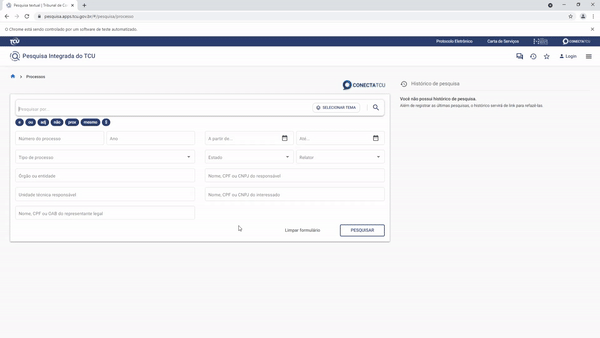 Pesquisa textual | Tribunal de C
pesquisa.apps.tcu.gov.br/#/pesquisa/processo
O Chrome está sendo controlado por um software de teste automatizado.
TCU
Protocolo Eletrônico
Carta de Serviços
CONECTATCU
Pesquisa Integrada do TCU
Login
Processos
CONECTATCU
Pesquisar por
SELECIONAR TEMA
e
ou
adj
não
prox
mesmo
$
Número do processo
Ano
A partir de...
Até...
Tipo de processo
Estado
Relator
Órgão ou entidade
Nome, CPF ou CNPJ do responsável
Unidade técnica responsável
Nome, CPF ou CNPJ do interessado
Nome, CPF ou OAB do representante legal
Limpar formulário
PESQUISAR
Histórico de pesquisa
Você não possui histórico de pesquisa.
Além de registrar as últimas pesquisas, o histórico servirá de link para refazê-las.